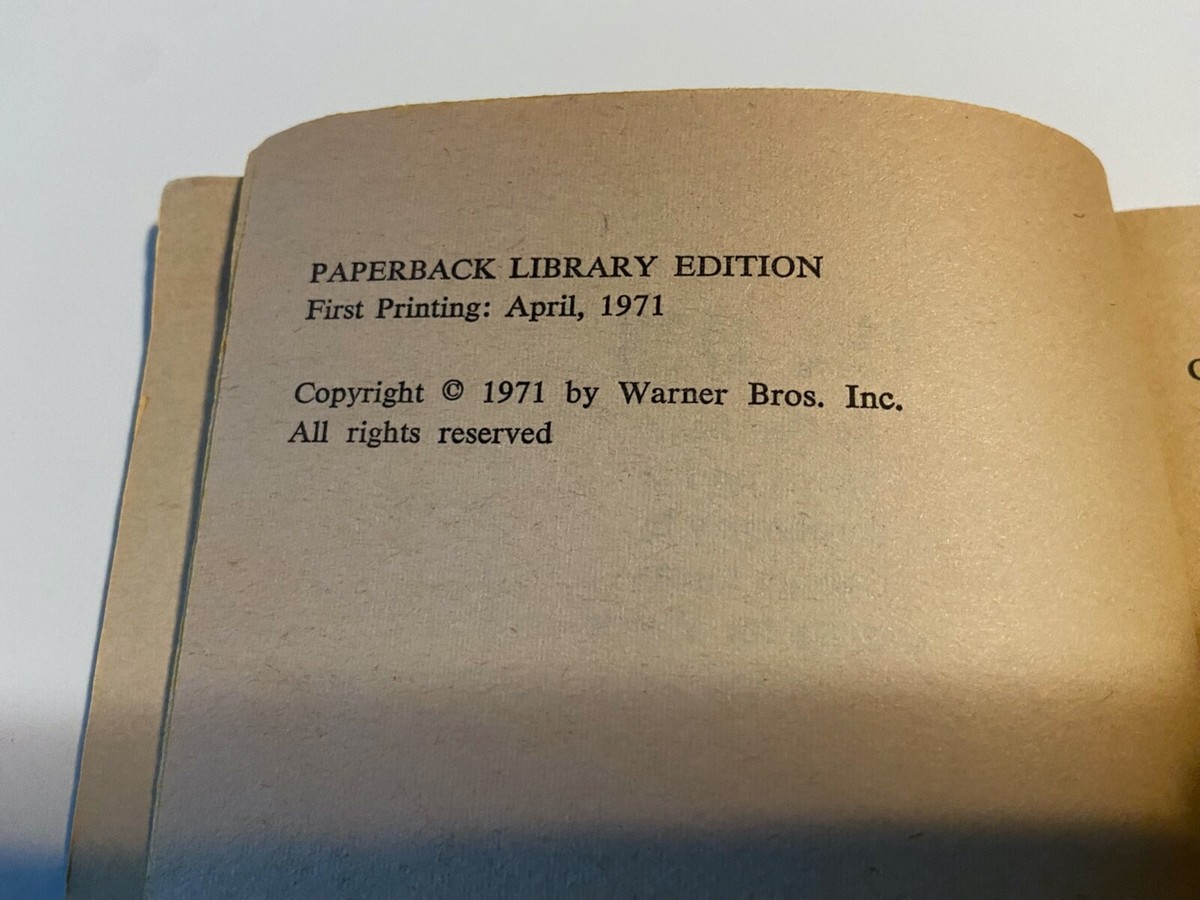 PAPERBACK LIBRARY EDITION
First Printing: April, 1971
Copyright © 1971 by Warner Bros. Inc.
All rights reserved